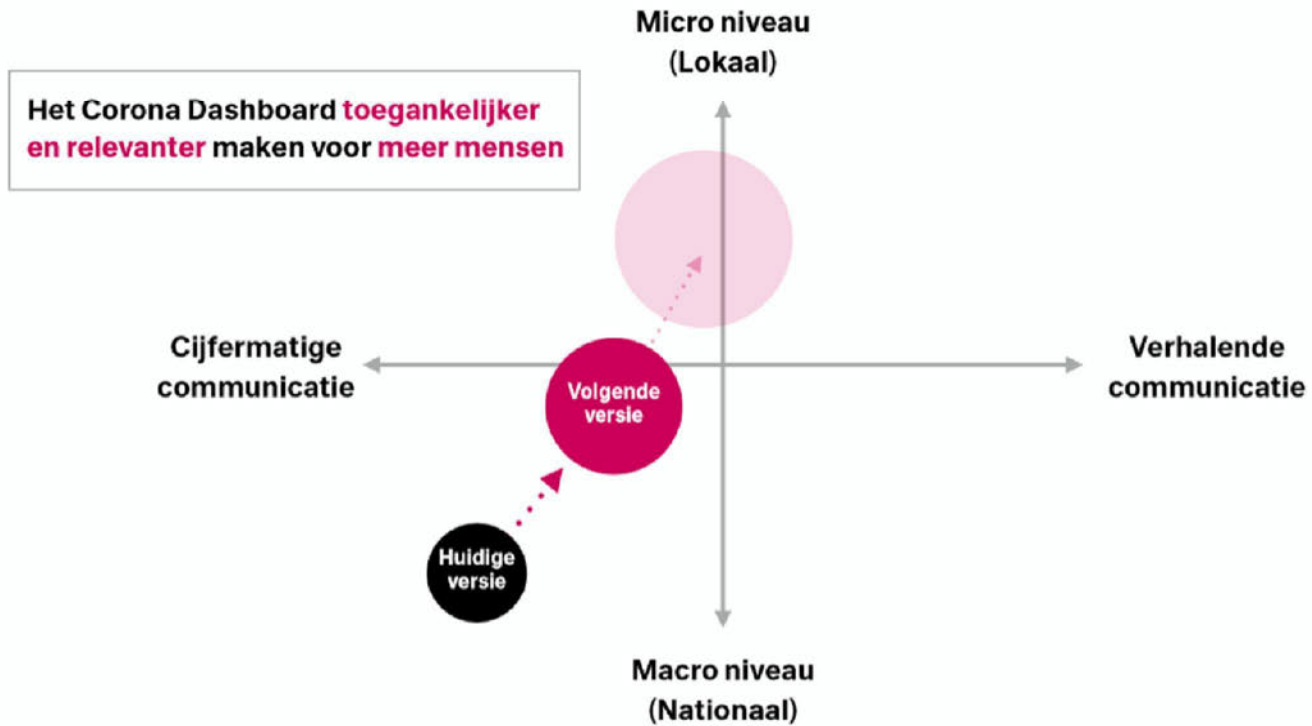 Micro niveau
(Lokaal)
Het Corona Dashboard toegankelijker
en relevanter maken voor meer mensen
Cijfermatige
communicatie
Verhalende
communicatie
Volgende
versie
Huidige
versie
Macro niveau
(Nationaal)